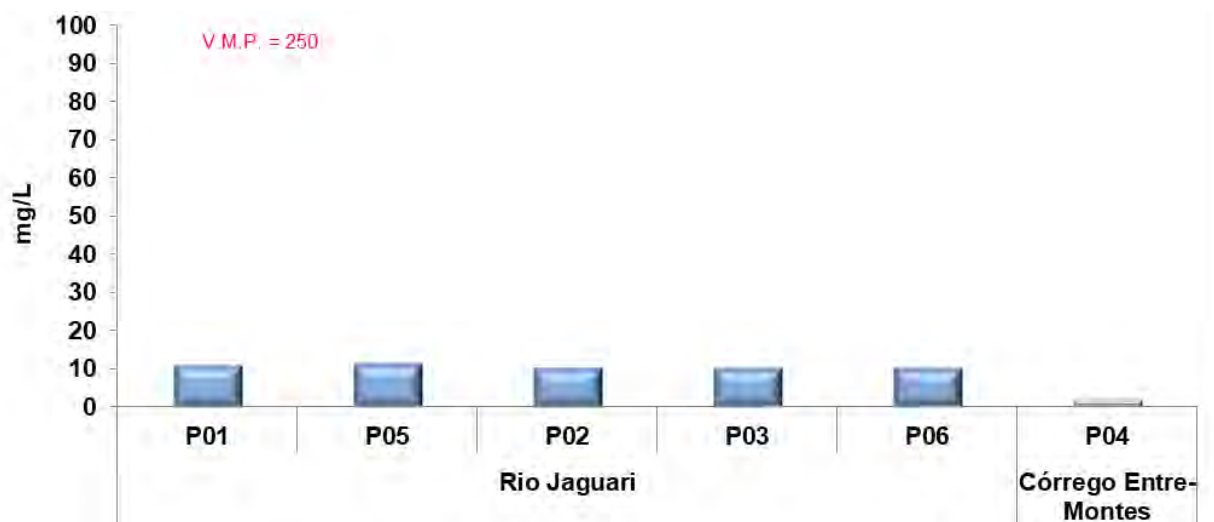 100
V.M.P. = 250
90
80
70
60
50
40
30
20
10
0
mg/L
P01 P05 P02 P03 P06 P04
Rio Jaguari
Córrego Entre-
Montes